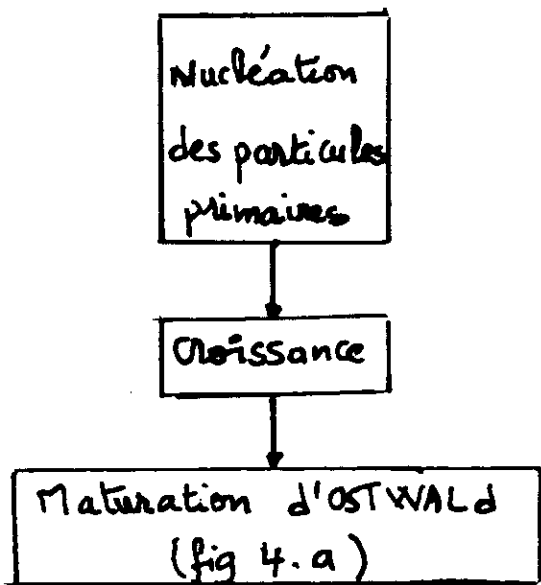 Nucléation
des particules
primaires
Croissance
Maturation d'OSTWALd
(fig 4.a)